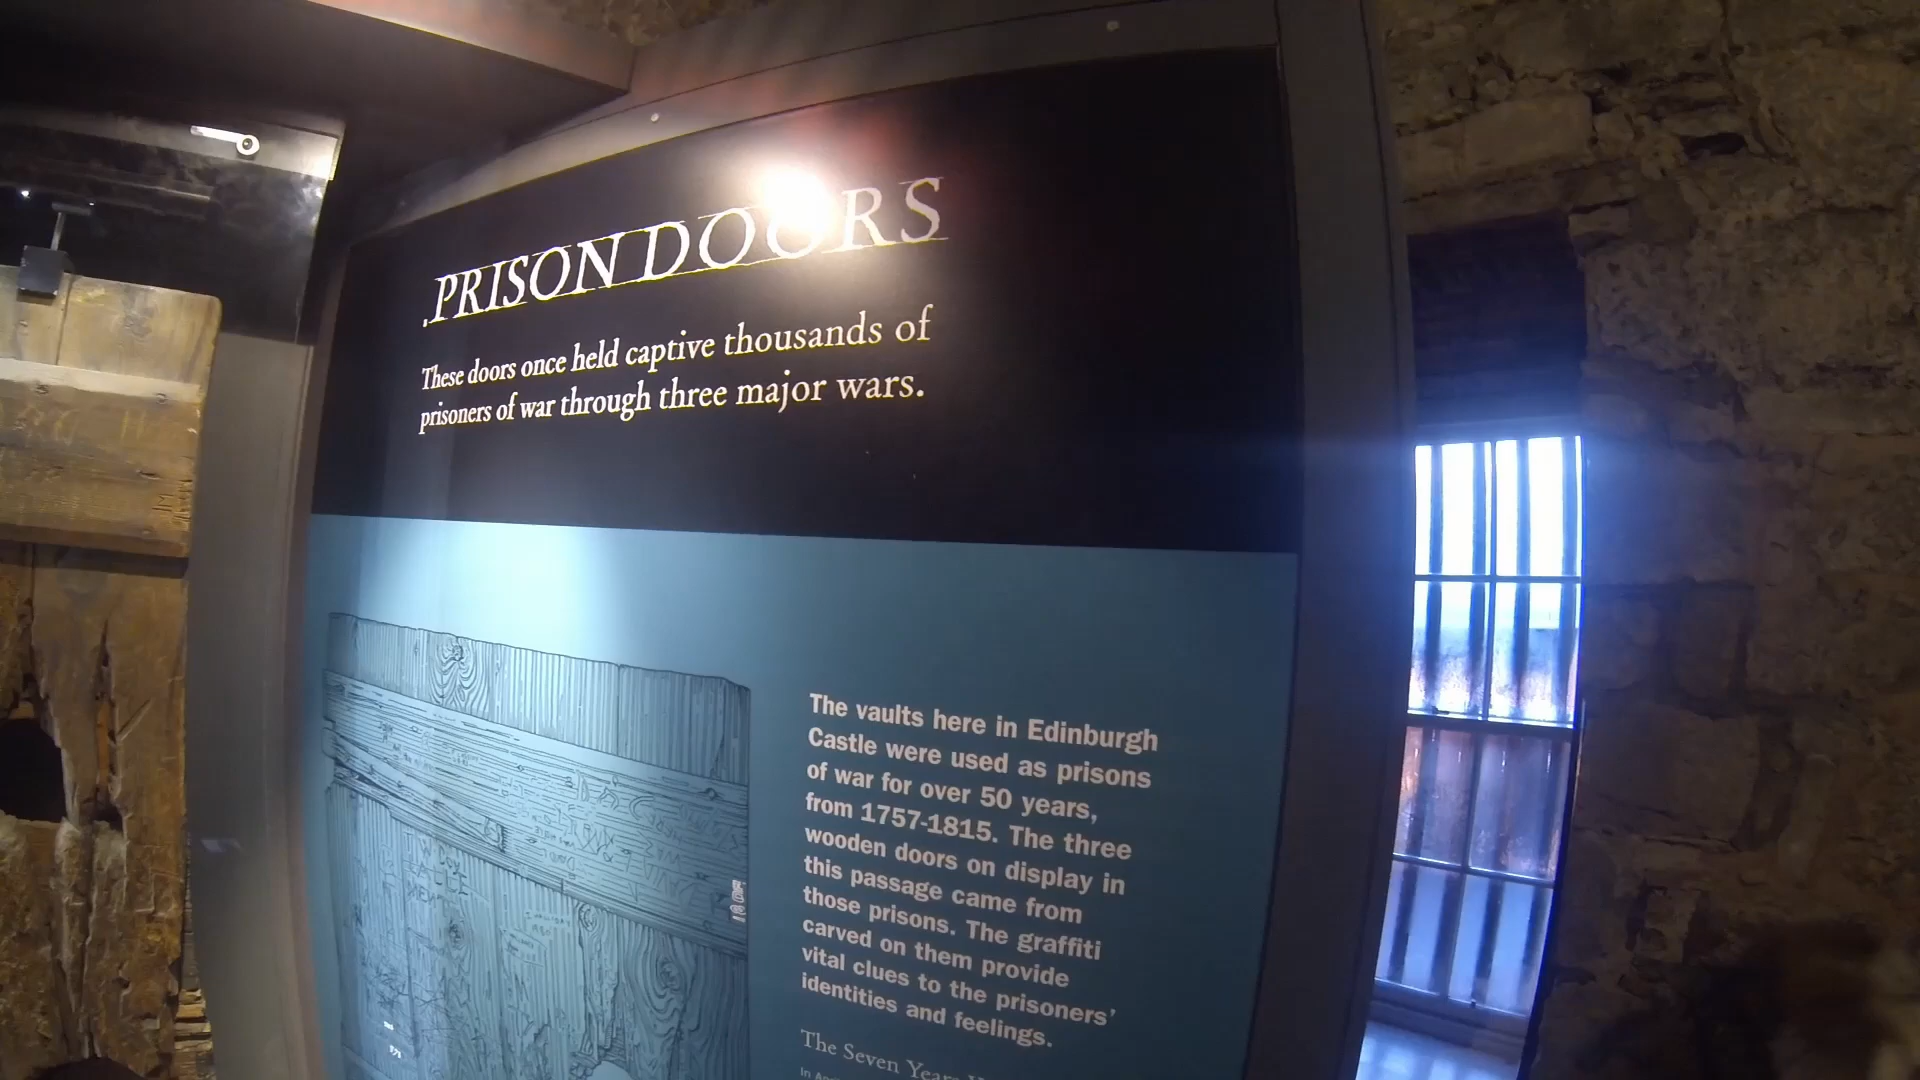 PRISON DOORS
These doors once held captive thousands of
prisoners of war through three major wars.
The vaults here in Edinburgh
Castle were used as prisons
of war for over 50 years,
from 1757-1815. The three
wooden doors on display in
this passage came from
those prisons. The graffiti
carved on them provide
vital clues to the prisoners'
identities and feelings.
The Seven Years